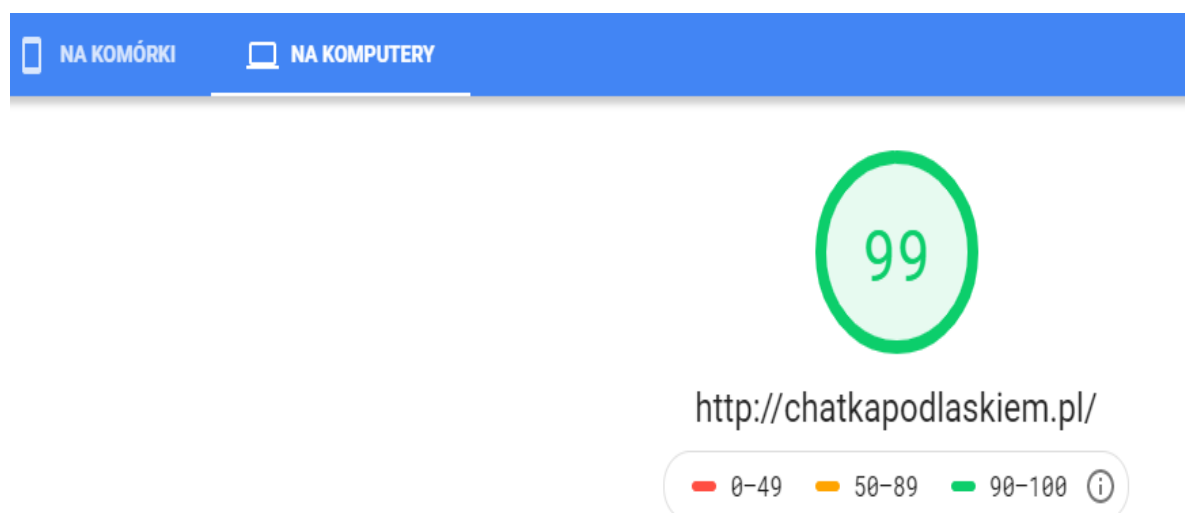 NA KOMÓRKI NA KOMPUTERY
99
http://chatkapodlaskiem.pl/
0–49 50–89 90–100